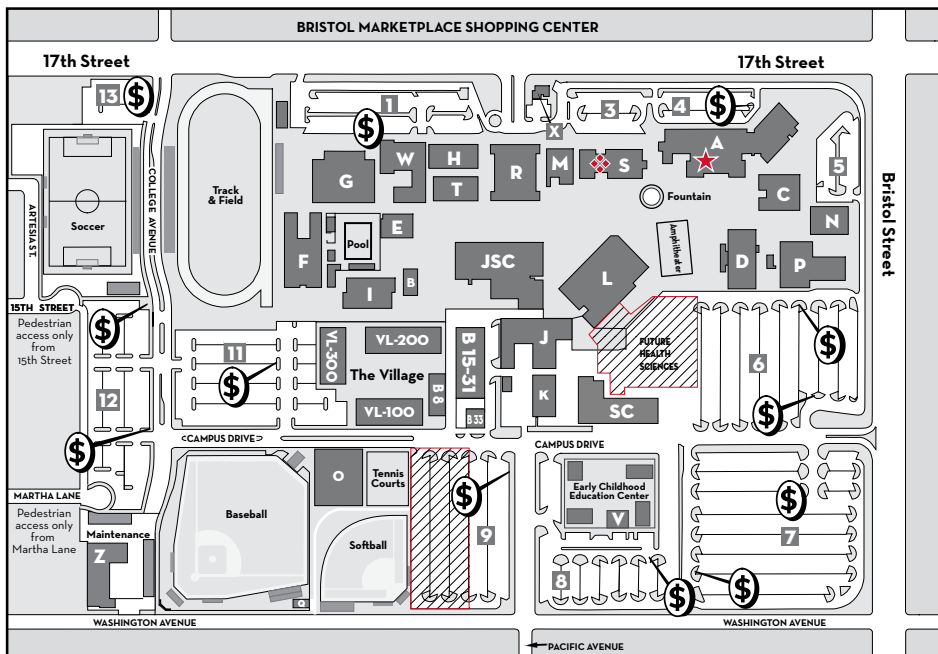 BRISTOL MARKETPLACE SHOPPING CENTER
17th Street
17th Street
13
$
1
$
3
4
$
X
A
5
W
H
G
T
R
M
S
C
Fountain
N
Track
& Field
COLLEGE AVENUE
ARTESIA ST.
Soccer
Bristol Street
F
E
Pool
I
B
JSC
L
Amphitheater
D
P
15TH STREET
Pedestrian
access only
from
15th Street
$
12
$
11
$
VL-300
VL-200
The Village
VL-100
B 8
B 15-31
B 33
J
K
SC
FUTURE
HEALTH
SCIENCES
6
$
$
CAMPUS DRIVE
CAMPUS DRIVE
MARTHA LANE
Pedestrian
access only
from
Martha Lane
Maintenance
Z
Baseball
O
Tennis
Courts
Softball
Q
$
9
Early Childhood
Education Center
V
8
$
$
7
$
WASHINGTON AVENUE
WASHINGTON AVENUE
PACIFIC AVENUE